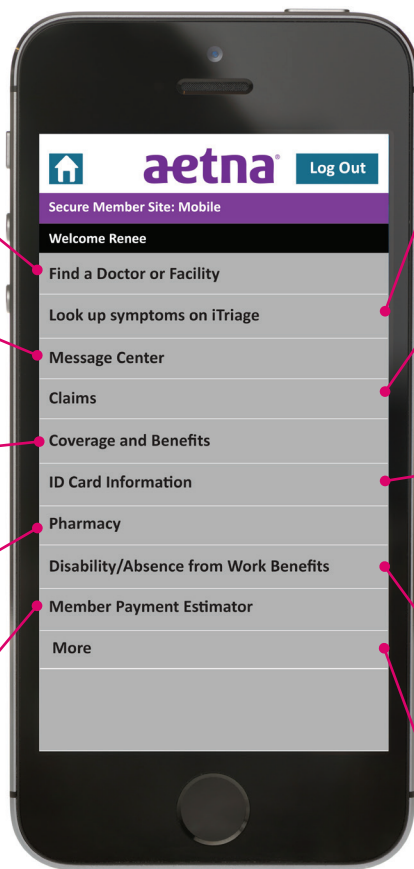 aetna®
Log Out
Secure Member Site: Mobile
Welcome Renee
Find a Doctor or Facility
Look up symptoms on iTriage
Message Center
Claims
Coverage and Benefits
ID Card Information
Pharmacy
Disability/Absence from Work Benefits
Member Payment Estimator
More